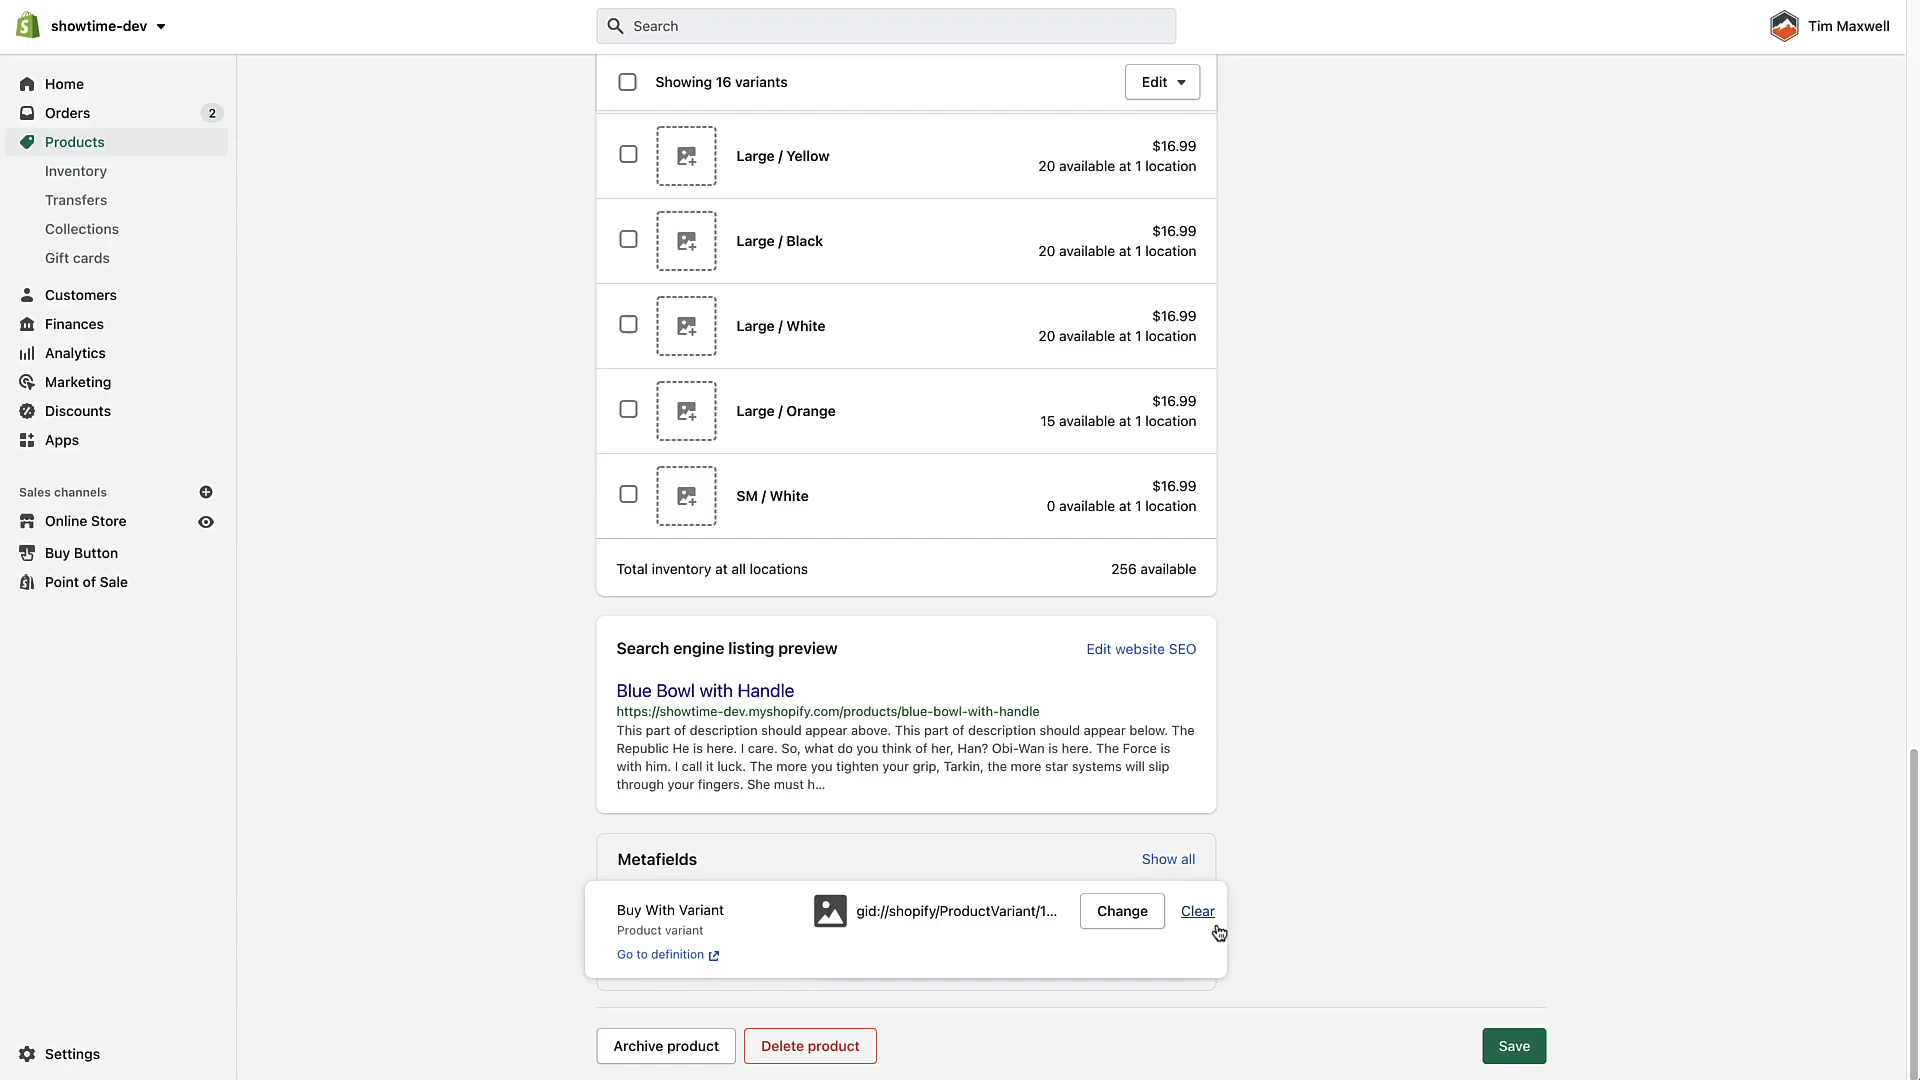 showtime-dev
Search
Tim Maxwell
Home
Orders
2
Products
Inventory
Transfers
Collections
Gift cards
Customers
Finances
Analytics
Marketing
Discounts
Apps
Sales channels
Online Store
Buy Button
Point of Sale
Settings
Showing 16 variants
Edit
Large / Yellow
$16.99
20 available at 1 location
Large / Black
$16.99
20 available at 1 location
Large / White
$16.99
20 available at 1 location
Large / Orange
$16.99
15 available at 1 location
SM / White
$16.99
0 available at 1 location
Total inventory at all locations
256 available
Search engine listing preview
Edit website SEO
Blue Bowl with Handle
https://showtime-dev.myshopify.com/products/blue-bowl-with-handle
This part of description should appear above. This part of description should appear below. The
Republic He is here. I care. So, what do you think of her, Han? Obi-Wan is here. The Force is
with him. I call it luck. The more you tighten your grip, Tarkin, the more star systems will slip
through your fingers. She must h...
Metafields
Show all
Buy With Variant
Product variant
Go to definition
gid://shopify/ProductVariant/1...
Change
Clear
Archive product
Delete product
Save